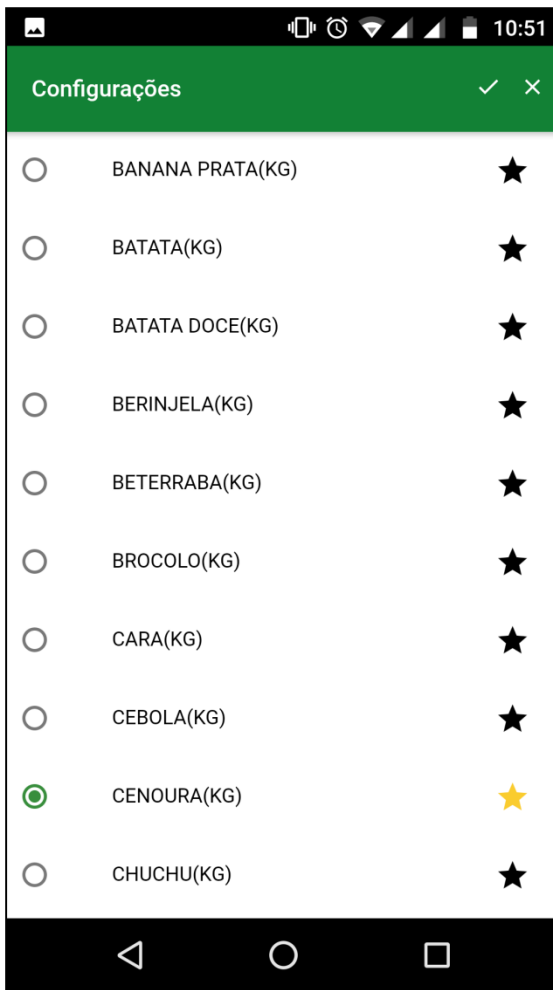 10:51
Configurações
BANANA PRATA(KG)
BATATA(KG)
BATATA DOCE(KG)
BERINJELA(KG)
BETERRABA(KG)
BROCOLO(KG)
CARA(KG)
CEBOLA(KG)
CENOURA(KG)
CHUCHU(KG)